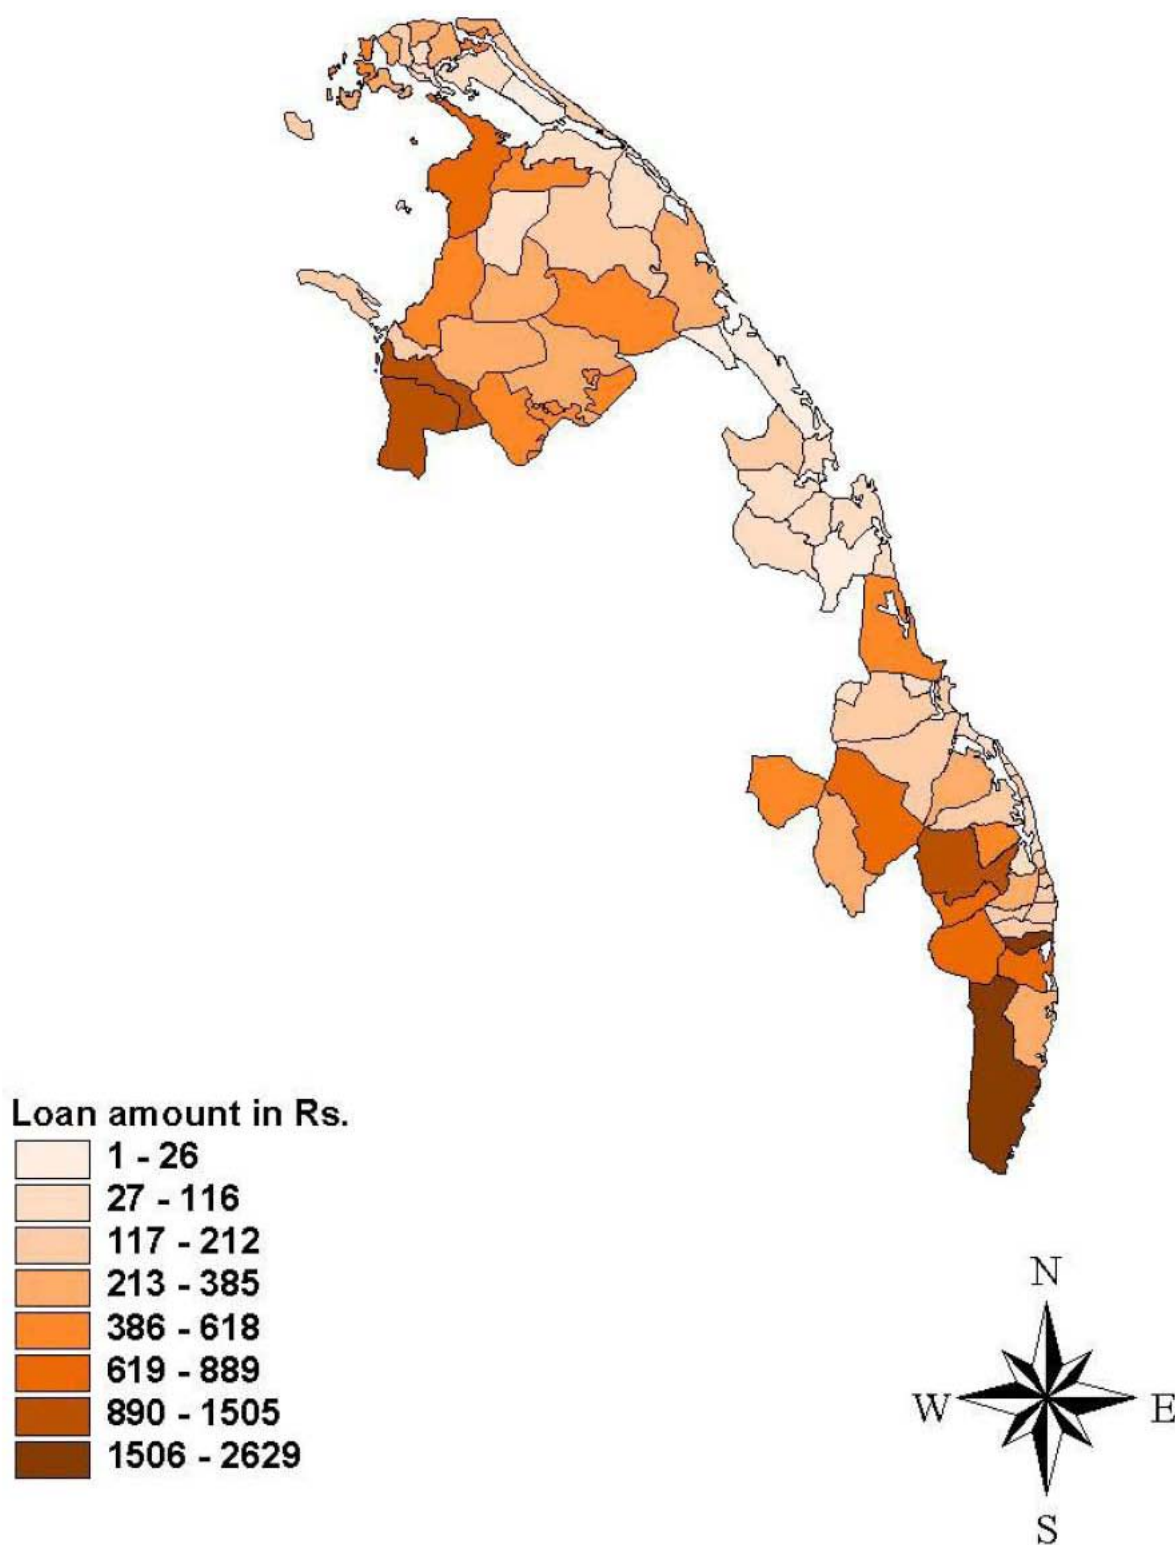 Loan amount in Rs.
1 - 26
27 - 116
117 - 212
213 - 385
386 - 618
619 - 889
890 - 1505
1506 - 2629
N
W E
S